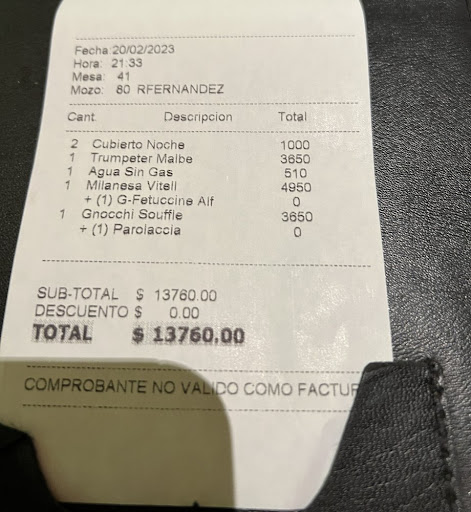 Fecha:20/02/2023
Hora: 21:33
Mesa: 41
Mozo: 80 RFERNANDEZ
Cant. Descripcion Total
2 Cubierto Noche 1000
1 Trumpeter Malbe 3650
1 Agua Sin Gas 510
1 Milanesa Vitell 4950
+ (1) G-Fetuccine Alf 0
1 Gnocchi Souffle 3650
+ (1) Parolaccia 0
SUB-TOTAL $ 13760.00
DESCUENTO $ 0.00
TOTAL $ 13760.00
COMPROBANTE NO VALIDO COMO FACTUR